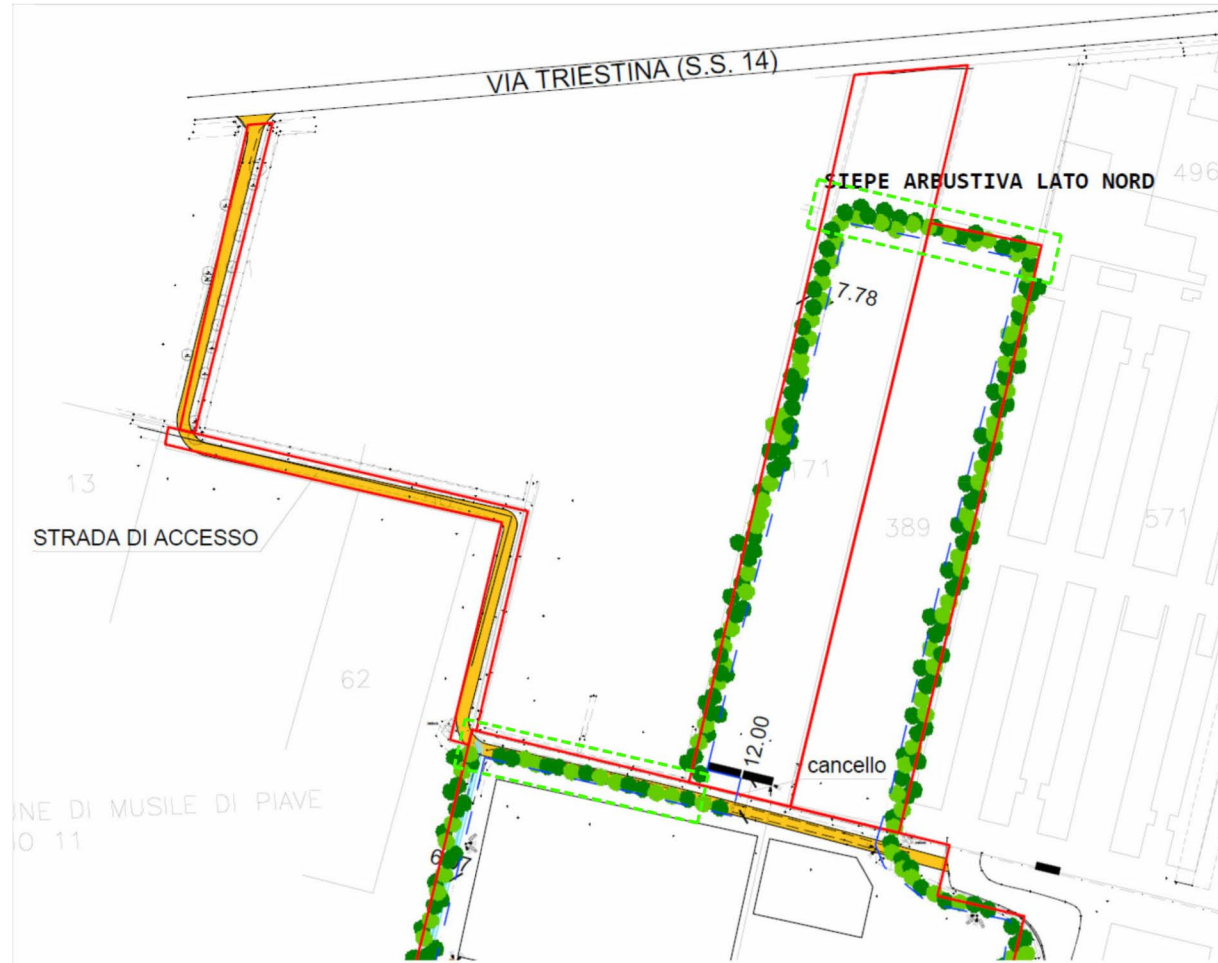 VIA TRIESTINA (S.S. 14)
SIEPE ARBUSTIVA LATO NORD
496
7.78
13
171
389
571
STRADA DI ACCESSO
62
12.00
cancello
NE DI MUSILE DI PIAVE
O 11